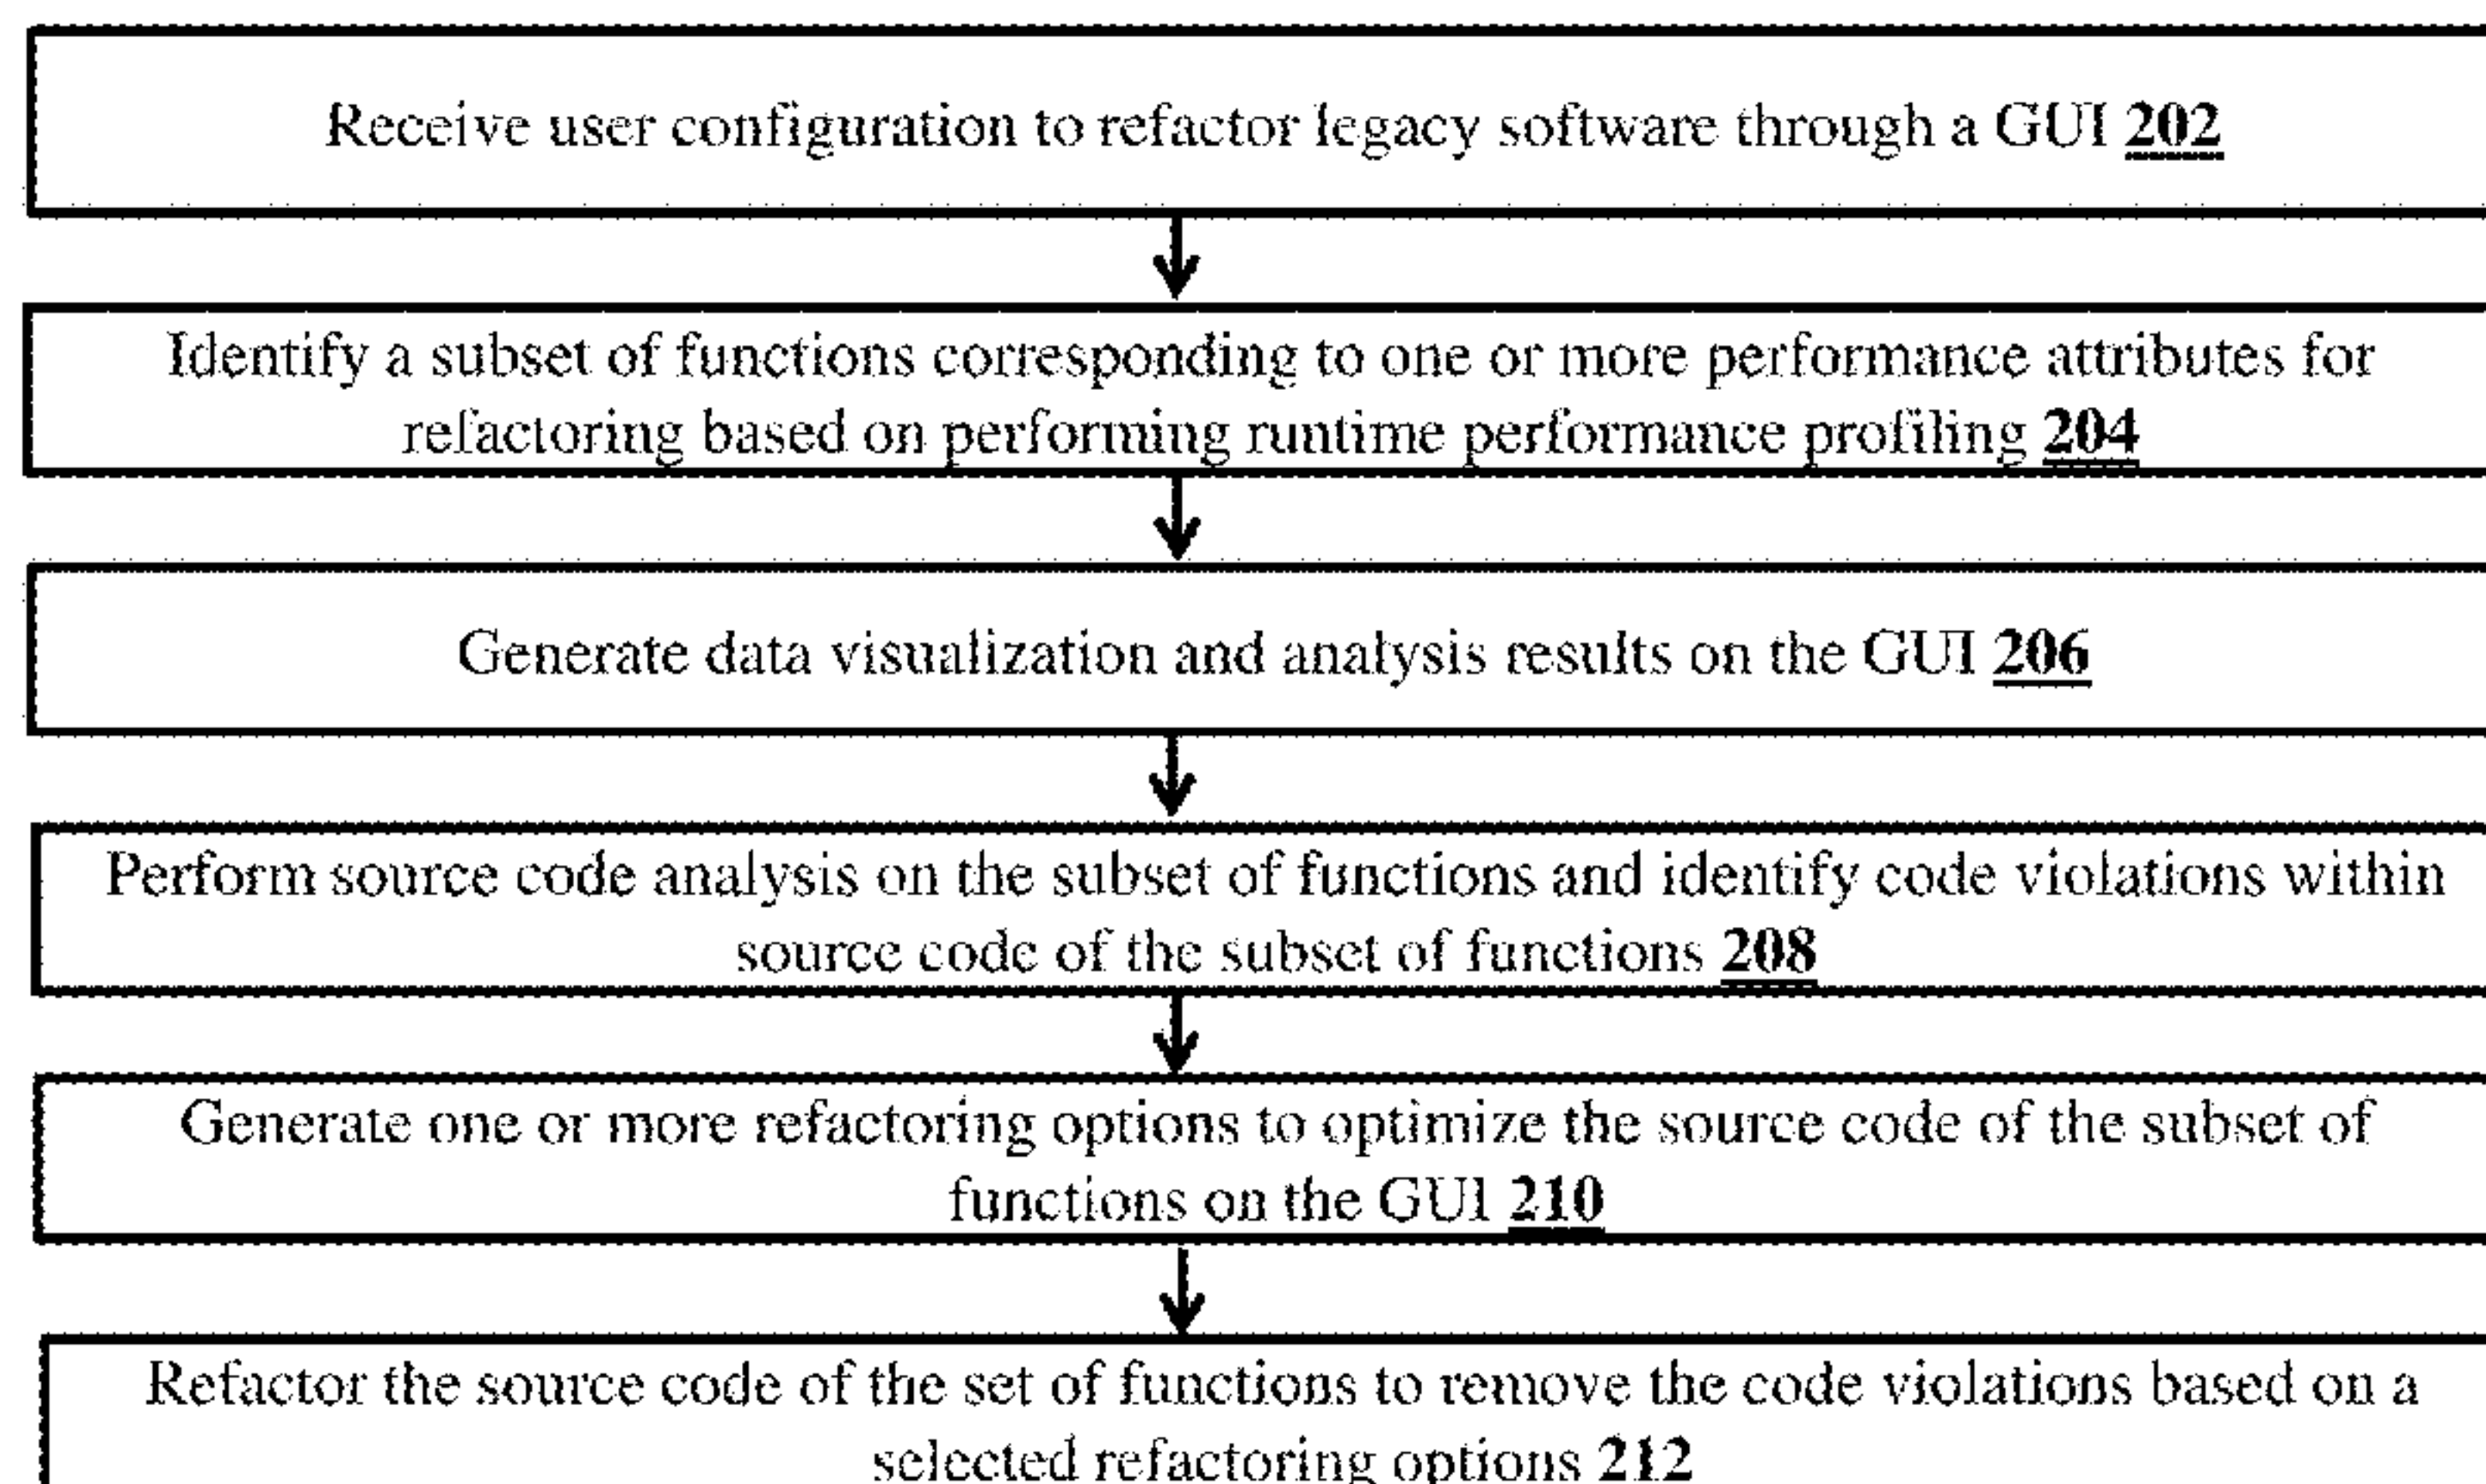 Receive user configuration to refactor legacy software through a GUI 202
Identify a subset of functions corresponding to one or more performance attributes for
refactoring based on performing runtime performance profiling 204
Generate data visualization and analysis results on the GUI 206
Perform source code analysis on the subset of functions and identify code violations within
source code of the subset of functions 208
Generate one or more refactoring options to optimize the source code of the subset of
functions on the GUI 210
Refactor the source code of the set of functions to remove the code violations based on a
selected refactoring options 212